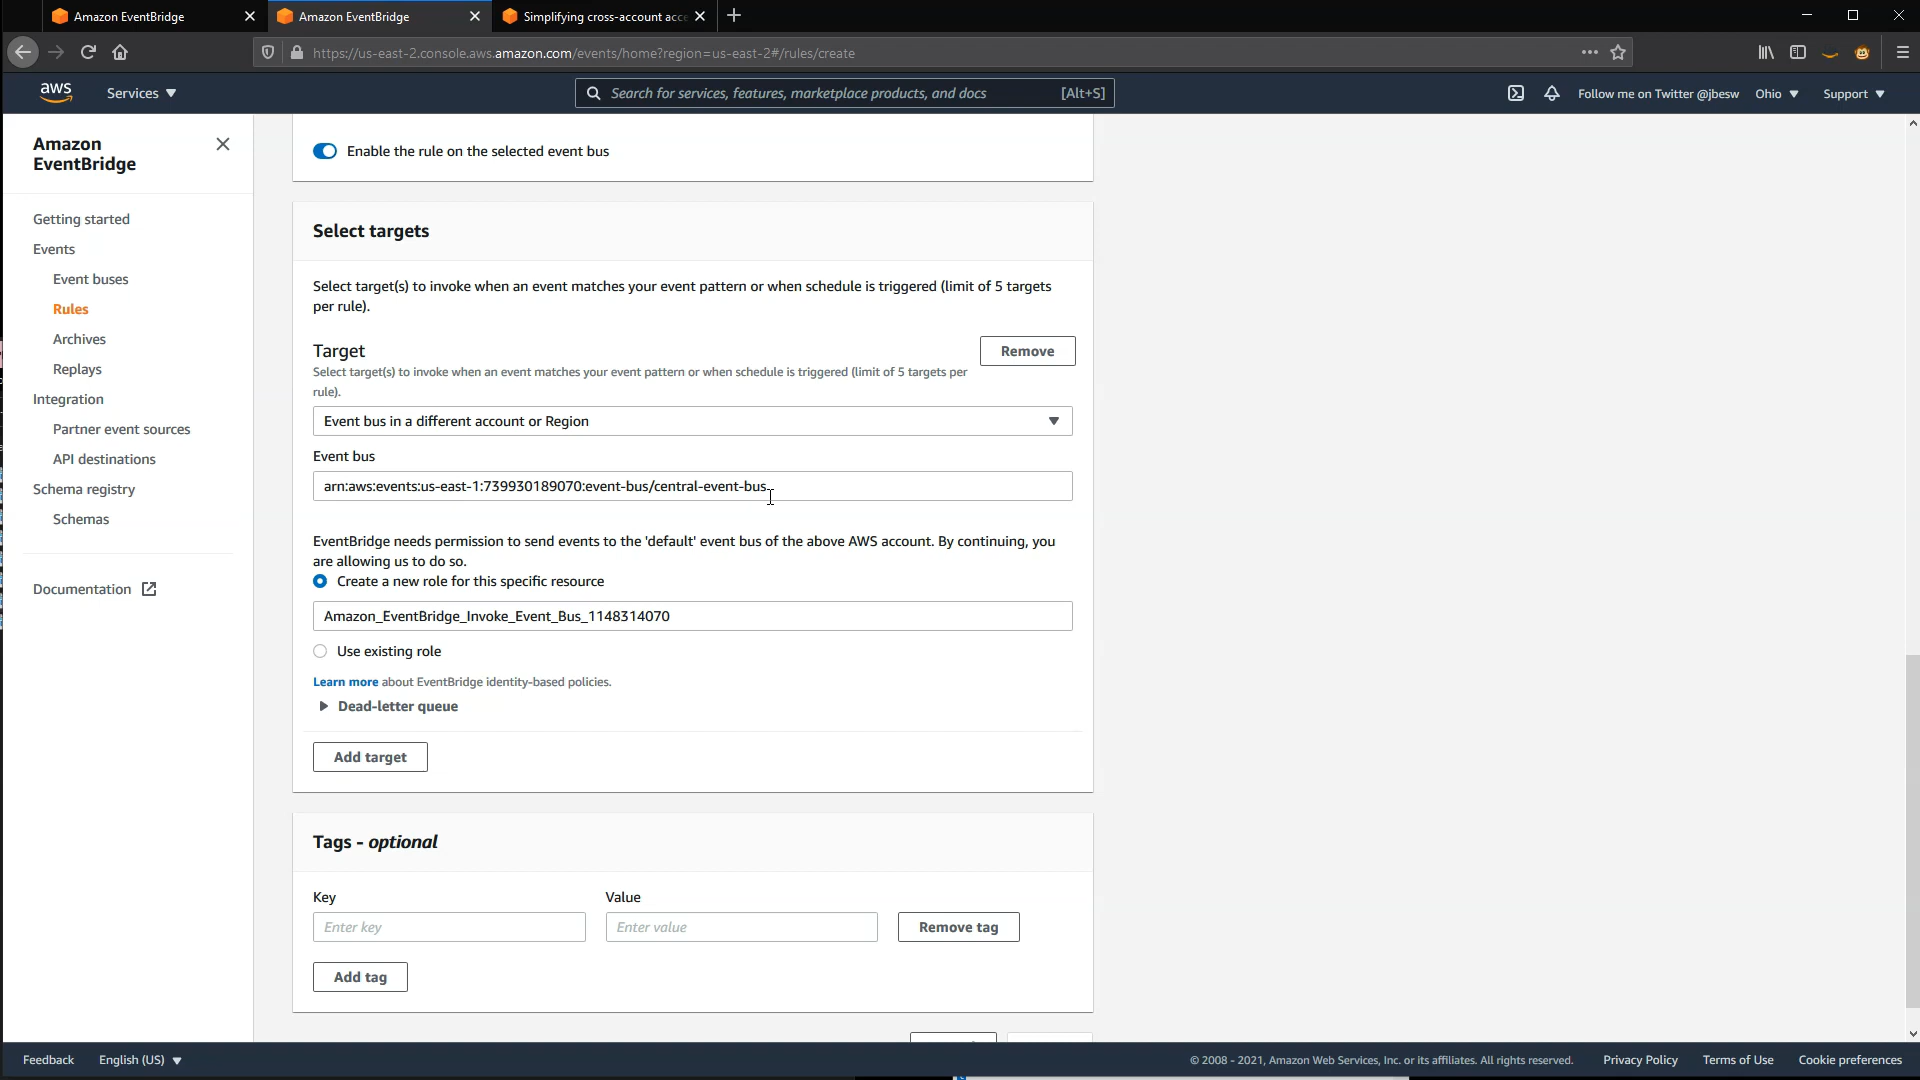 Amazon EventBridge
Amazon EventBridge
Simplifying cross-account acce
https://us-east-2.console.aws.amazon.com/events/home?region=us-east-2#/rules/create
aws
Services
Search for services, features, marketplace products, and docs
[Alt+S]
Follow me on Twitter @jbesw
Ohio
Support
Amazon
EventBridge
Getting started
Events
Event buses
Rules
Archives
Replays
Integration
Partner event sources
API destinations
Schema registry
Schemas
Documentation
Enable the rule on the selected event bus
Select targets
Select target(s) to invoke when an event matches your event pattern or when schedule is triggered (limit of 5 targets
per rule).
Target
Remove
Select target(s) to invoke when an event matches your event pattern or when schedule is triggered (limit of 5 targets per
rule).
Event bus in a different account or Region
Event bus
arn:aws:events:us-east-1:739930189070:event-bus/central-event-bus
EventBridge needs permission to send events to the 'default' event bus of the above AWS account. By continuing, you
are allowing us to do so.
Create a new role for this specific resource
Amazon_EventBridge_Invoke_Event_Bus_1148314070
Use existing role
Learn more about EventBridge identity-based policies.
Dead-letter queue
Add target
Tags - optional
Key
Value
Enter key
Enter value
Remove tag
Add tag
Feedback
English (US)
© 2008 - 2021, Amazon Web Services, Inc. or its affiliates. All rights reserved.
Privacy Policy
Terms of Use
Cookie preferences